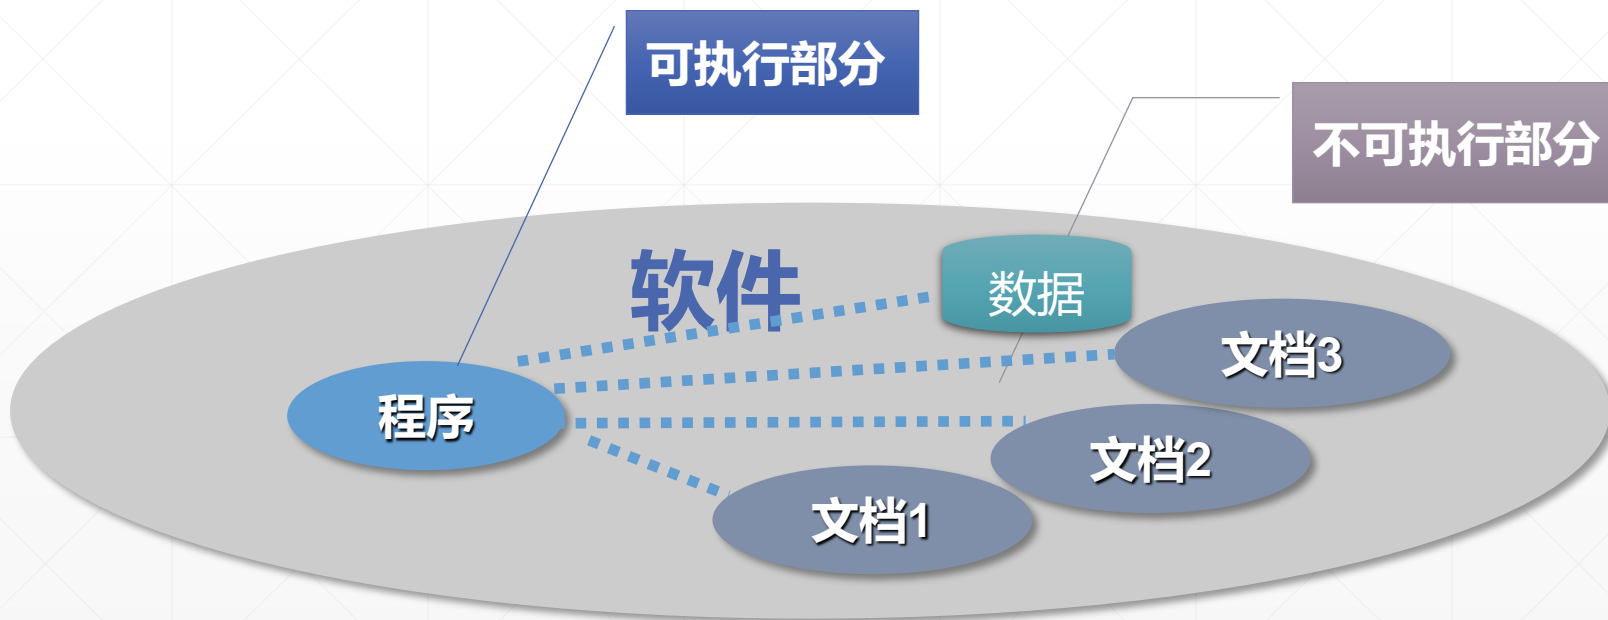 可执行部分
不可执行部分
软件
数据
文档3
程序
文档2
文档1